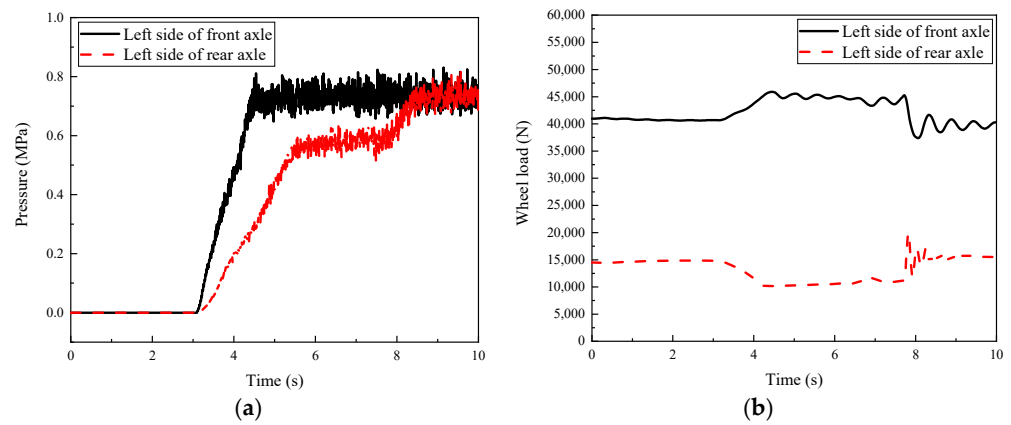 Left side of front axle
Left side of rear axle
1.0
0.8
0.6
0.4
0.2
0.0
Pressure (MPa)
0 2 4 6 8 10
Time (s)
(a)
Left side of front axle
Left side of rear axle
60,000
55,000
50,000
45,000
40,000
35,000
30,000
25,000
20,000
15,000
10,000
5,000
0
Wheel load (N)
0 2 4 6 8 10
Time (s)
(b)